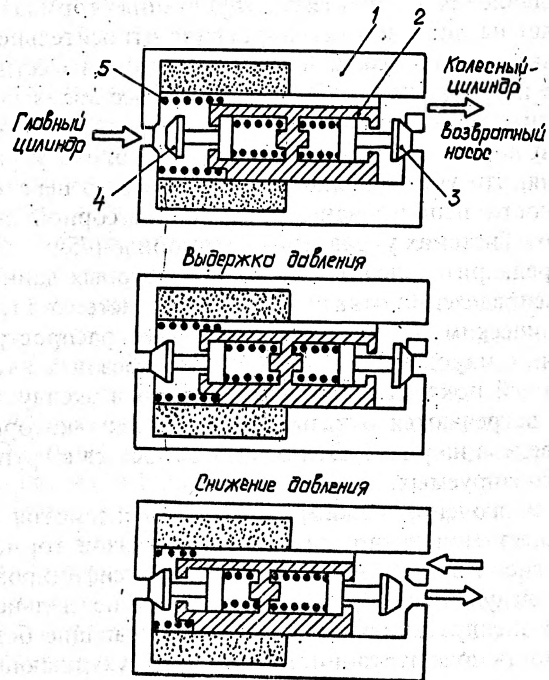 5
1
2
Колесный-
цилиндр
Главный
цилиндр
возвратный
насос
4
3
Выдержка давления
Снижение давления